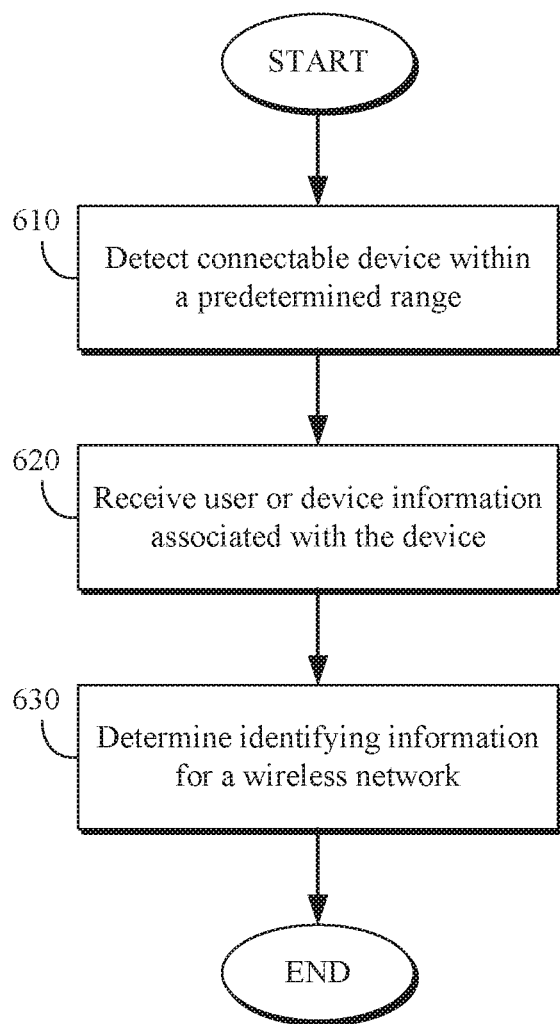 START
610
Detect connectable device within
a predetermined range
620
Receive user or device information
associated with the device
630
Determine identifying information
for a wireless network
END